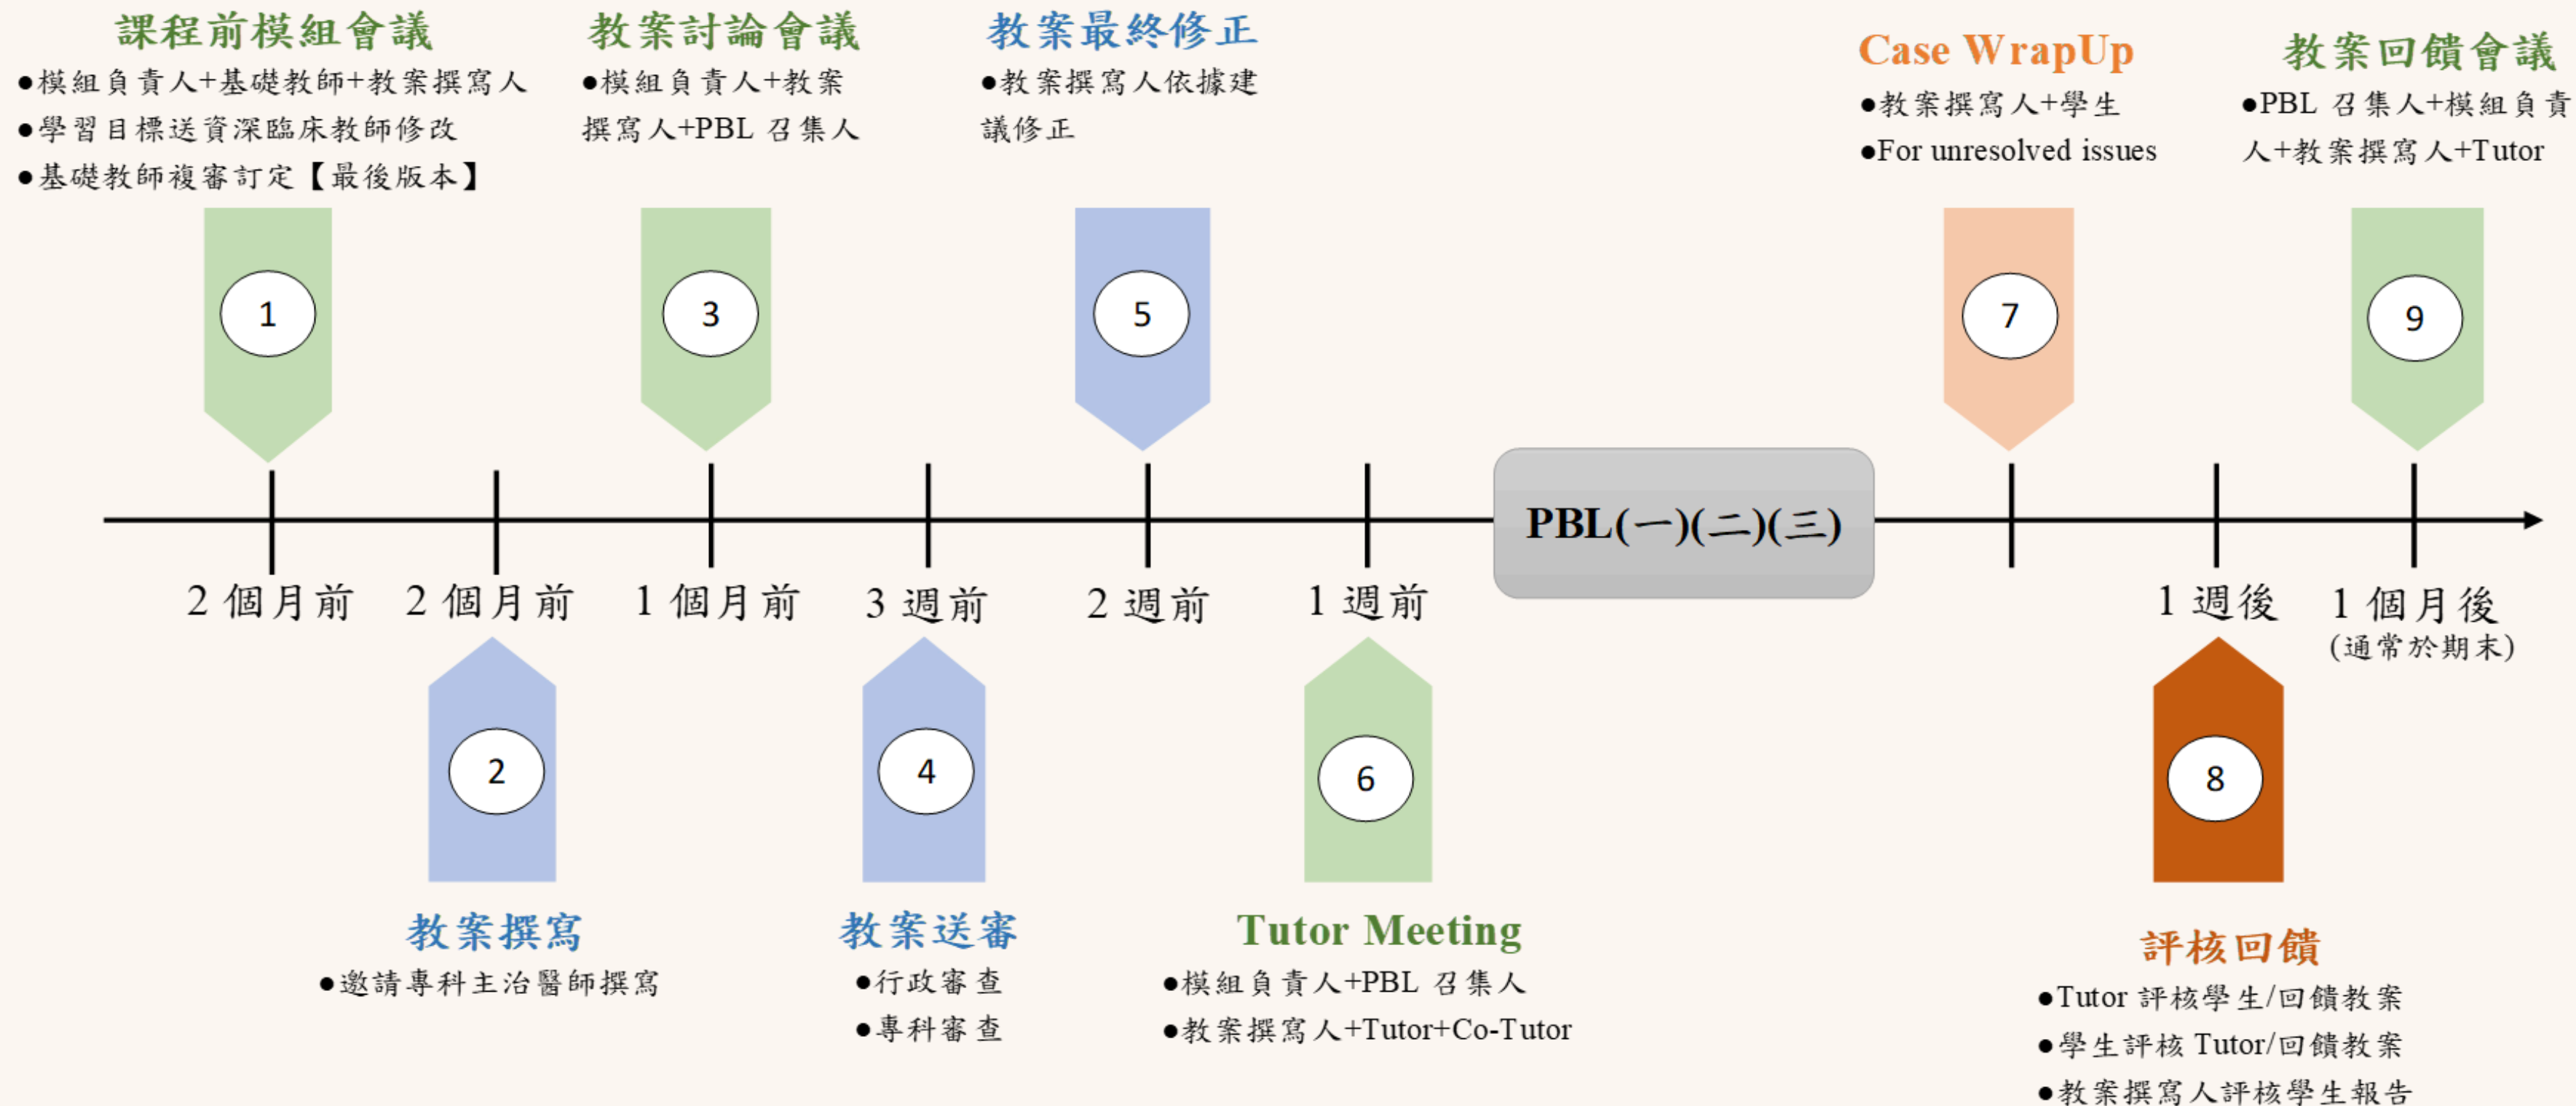 課程前模組會議
●模組負責人+基礎教師+教案撰寫人
●學習目標送資深臨床教師修改
●基礎教師複審訂定【最後版本】
教案討論會議
●模組負責人+教案
撰寫人+PBL 召集人
教案最終修正
●教案撰寫人依據建
議修正
Case WrapUp
●教案撰寫人+學生
●For unresolved issues
教案回饋會議
●PBL 召集人+模組負責
人+教案撰寫人+Tutor
1
3
5
7
9
PBL(一)(二)(三)
2 個月前
2 個月前
1 個月前
3 週前
2 週前
1 週前
1 週後
1 個月後
(通常於期末)
2
4
6
8
教案撰寫
●邀請專科主治醫師撰寫
教案送審
●行政審查
●專科審查
Tutor Meeting
●模組負責人+PBL 召集人
●教案撰寫人+Tutor+Co-Tutor
評核回饋
●Tutor 評核學生/回饋教案
●學生評核 Tutor/回饋教案
●教案撰寫人評核學生報告